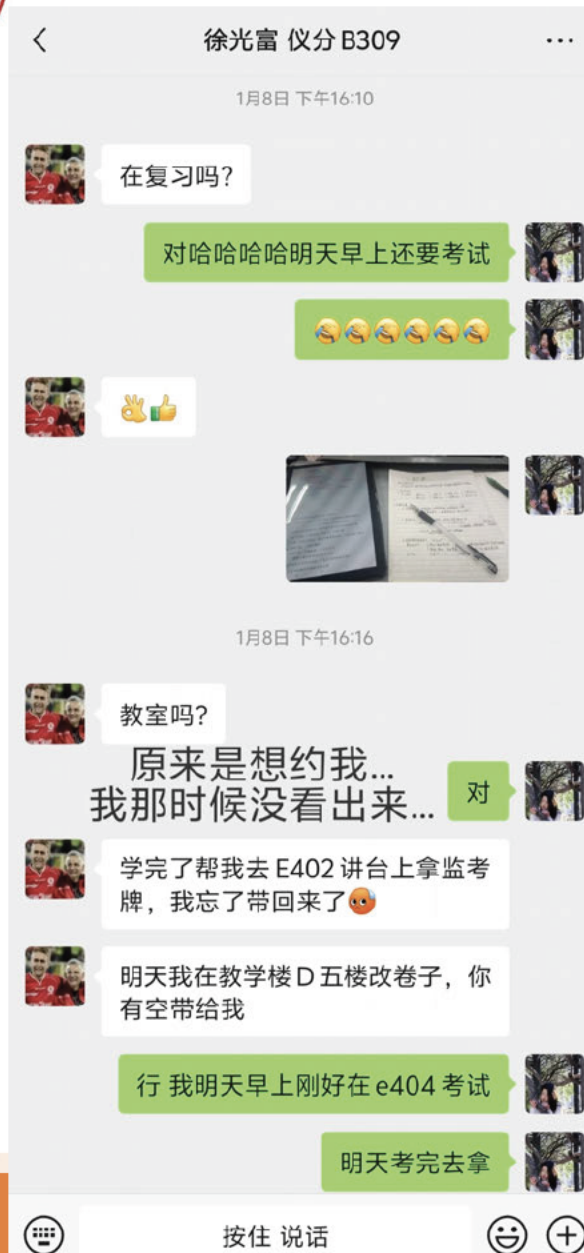 徐光富 仪分B309
1月8日 下午16:10
在复习吗?
对哈哈哈哈明天早上还要考试
1月8日 下午16:16
教室吗?
原来是想约我...
我那时候没看出来...
对
学完了帮我去 E402 讲台上拿监考
牌，我忘了带回来了
明天我在教学楼 D 五楼改卷子，你
有空带给我
行 我明天早上刚好在 e404 考试
明天考完去拿
按住 说话